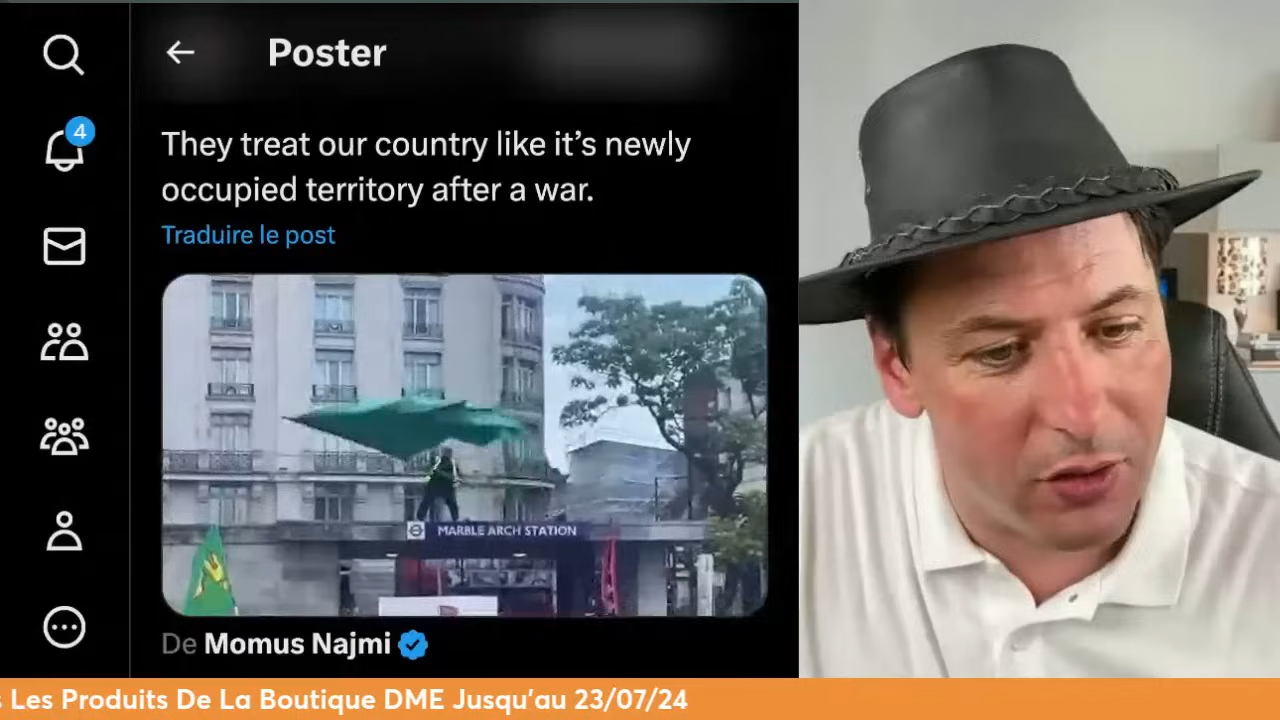 4
Poster
They treat our country like it’s newly
occupied territory after a war.
Traduire le post
MARBLE ARCH STATION
De Momus Najmi
s Les Produits De La Boutique DME Jusqu'au 23/07/24